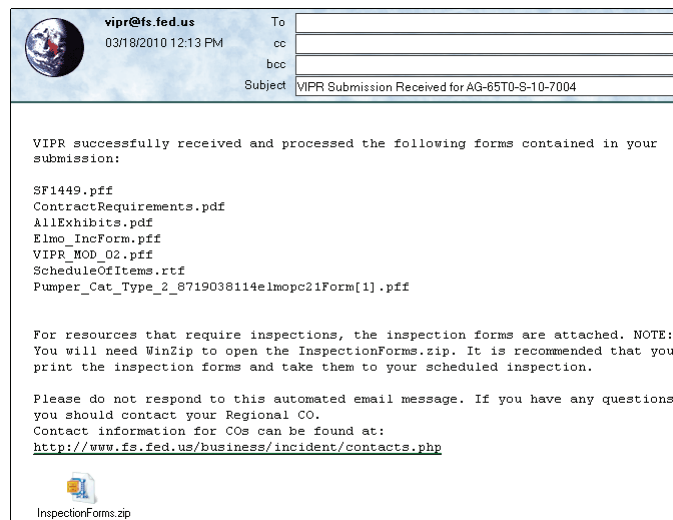 vipr@fs.fed.us To
03/18/2010 12:13 PM cc
bcc
Subject VIPR Submission Received for AG-65T0-S-10-7004
VIPR successfully received and processed the following forms contained in your
submission:
SF1449.pff
ContractRequirements.pdf
AllExhibits.pdf
Elmo_IncForm.pff
VIPR_MOD_02.pff
ScheduleOfItems.rtf
Pumper_Cat_Type_2_8719038114elmopc21Form[1].pff
For resources that require inspections, the inspection forms are attached. NOTE:
You will need WinZip to open the InspectionForms.zip. It is recommended that you
print the inspection forms and take them to your scheduled inspection.
Please do not respond to this automated email message. If you have any questions
you should contact your Regional CO.
Contact information for COs can be found at:
http://www.fs.fed.us/business/incident/contacts.php
InspectionForms.zip